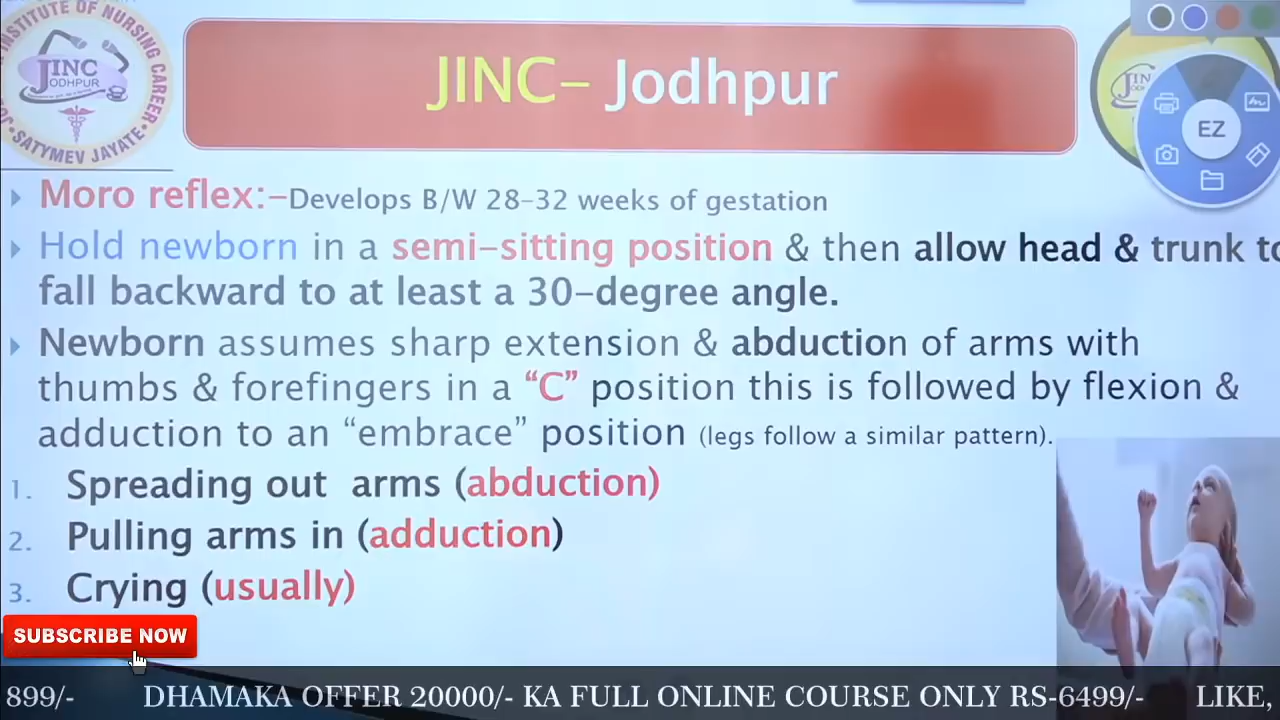 INSTITUTE OF NURSING CAREER
JINC
JODHPUR
SATYMEV JAYATE
JINC- Jodhpur
JIN
EZ
Moro reflex:-Develops B/W 28-32 weeks of gestation
Hold newborn in a semi-sitting position & then allow head & trunk to
fall backward to at least a 30-degree angle.
Newborn assumes sharp extension & abduction of arms with
thumbs & forefingers in a "C" position this is followed by flexion &
adduction to an "embrace" position (legs follow a similar pattern).
1. Spreading out arms (abduction)
2. Pulling arms in (adduction)
3. Crying (usually)
SUBSCRIBE NOW
899/- DHAMAKA OFFER 20000/- KA FULL ONLINE COURSE ONLY RS-6499/- LIKE,